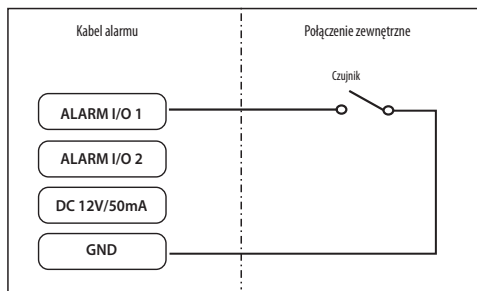 Kabel alarmu
Połączenie zewnętrzne
Czujnik
ALARM I/O 1
ALARM I/O 2
DC 12V/50mA
GND